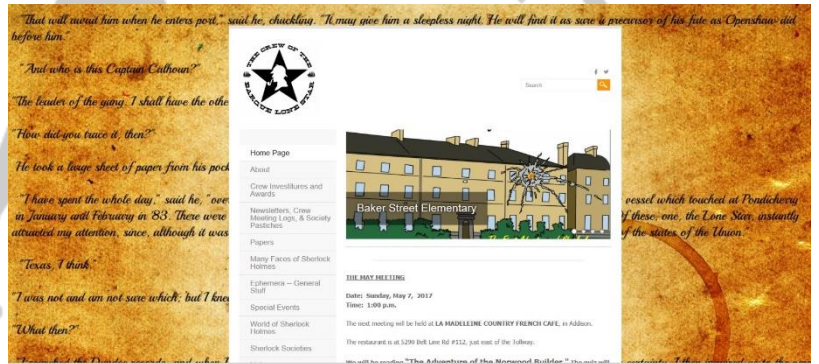 "That will await him when he enters port," said he, chuckling. "It may give him a sleepless night. He will find it as sure a precursor of his fate as Openshaw did
before him."
"And who is this Captain Calhoun?"
"The leader of the gang. I shall have the othe
"How did you trace it, then?"
He took a large sheet of paper from his pock
"I have spent the whole day," said he, "over
vessel which touched at Pondicherry
in January and February in '83. There were
of these, one, the Lone Star, instantly
attracted my attention, since, although it was
of the states of the Union."
"Texas, I think."
"I was not and am not sure which; but I knew
"What then?"
THE CREW OF THE
BARQUE LONE STAR
Search
Home Page
About
Crew Investitures and
Awards
Newsletters, Crew
Meeting Logs, & Society
Pastiches
Papers
Many Faces of Sherlock
Holmes
Ephemera -- General
Stuff
Special Events
World of Sherlock
Holmes
Sherlock Societies
Baker Street Elementary
THE MAY MEETING
Date: Sunday, May 7, 2017
Time: 1:00 p.m.
The next meeting will be held at LA MADELEINE COUNTRY FRENCH CAFE, in Addison.
The restaurant is at 5290 Belt Line Rd #112, just east of the Tollway.
We will be reading "The Adventure of the Norwood Builder." The quiz will